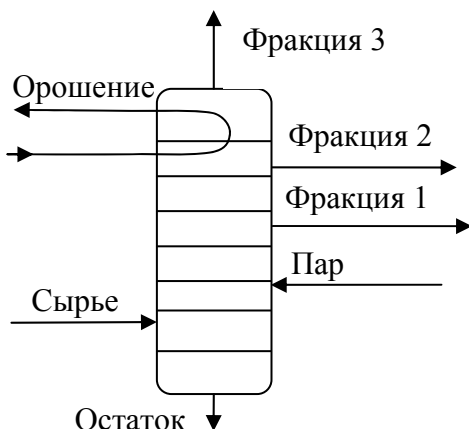 Фракция 3
Орошение
Фракция 2
Фракция 1
Пар
Сырье
Остаток